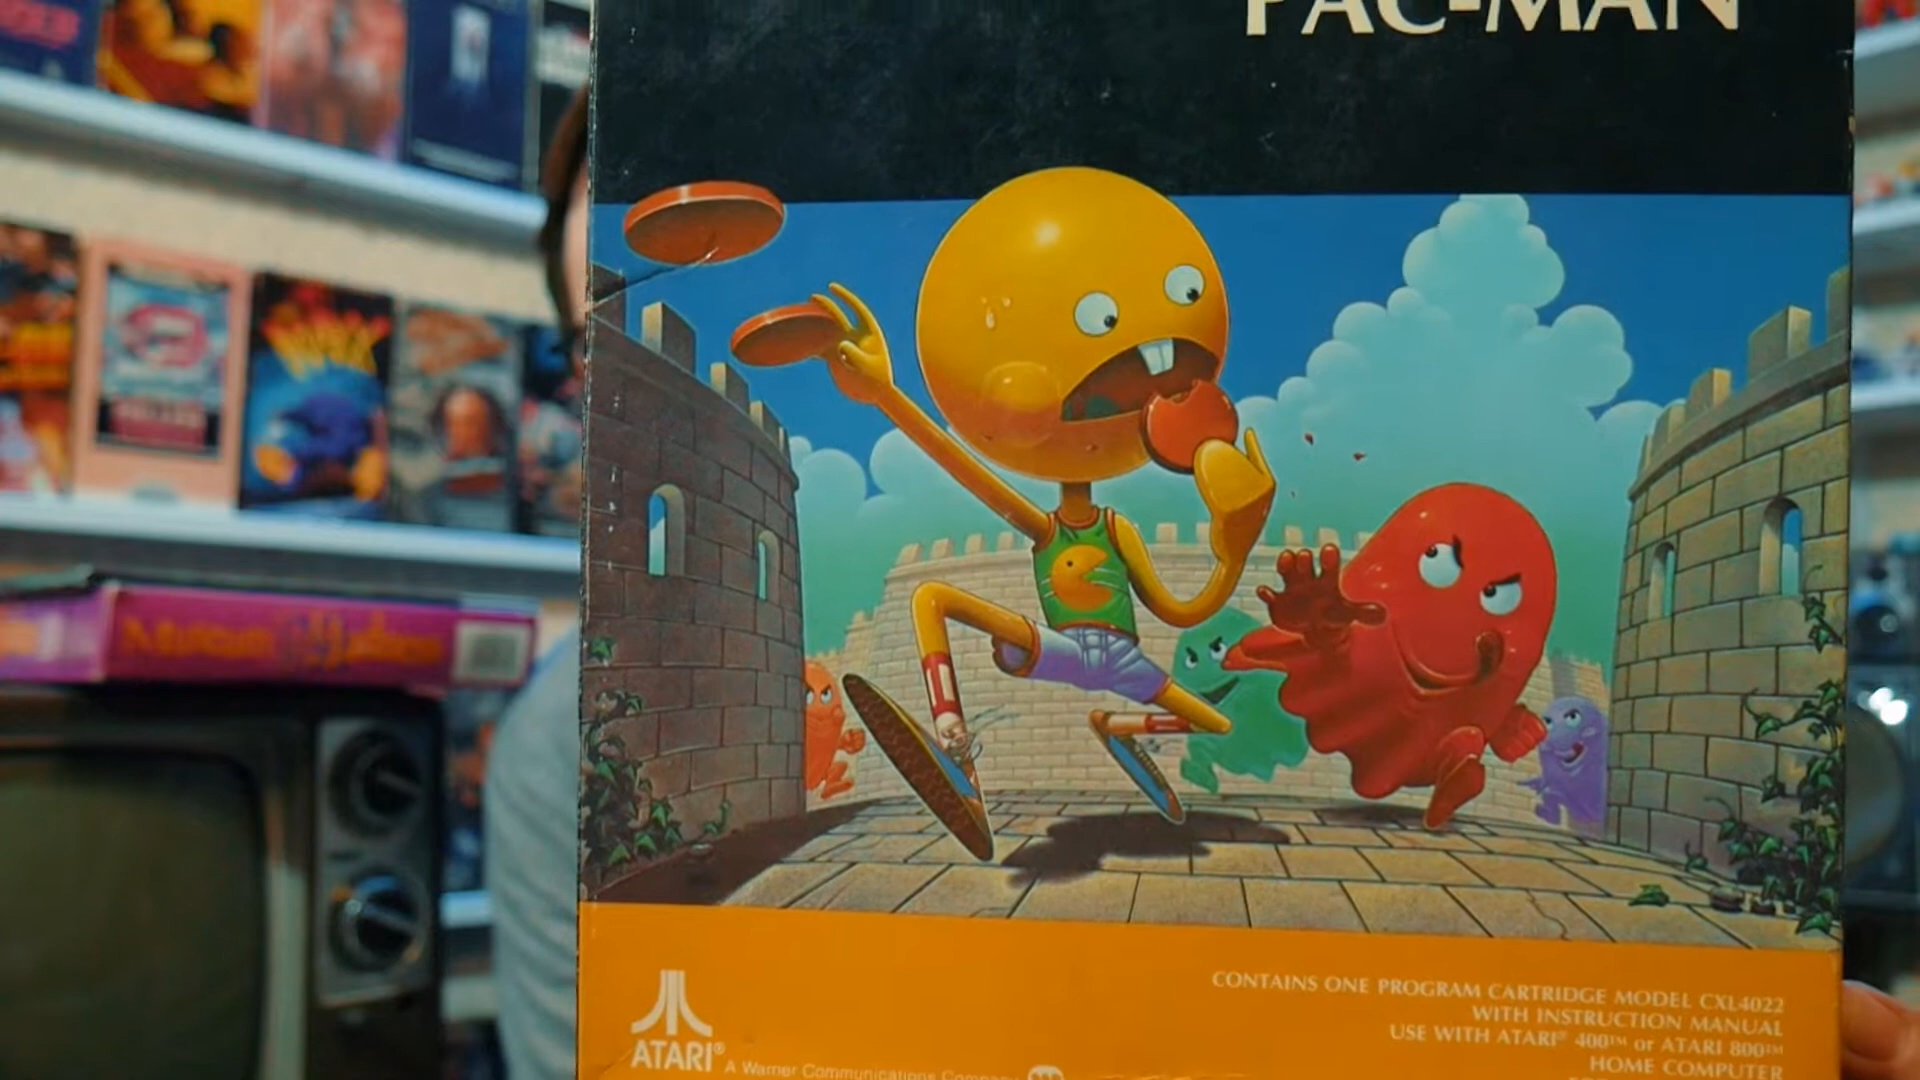 PAC-MAN
CONTAINS ONE PROGRAM CARTRIDGE MODEL CXL4022
WITH INSTRUCTION MANUAL
USE WITH ATARI® 400™ or ATARI 800™
HOME COMPUTER
ATARI®
A Warner Communications Company